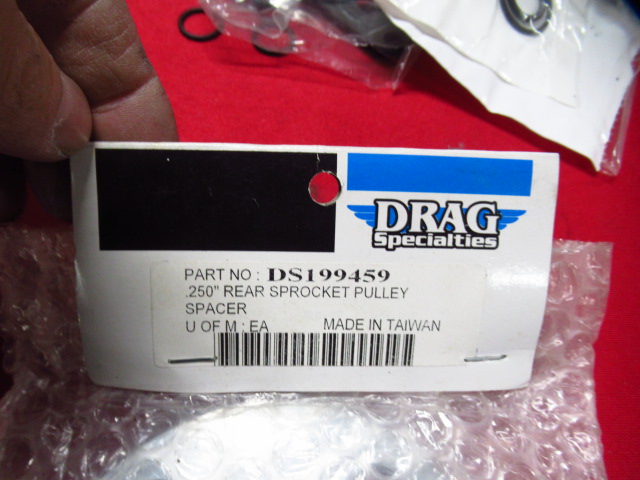 DRAG
Specialties
PART NO : DS199459
.250" REAR SPROCKET PULLEY
SPACER
U OF M : EA MADE IN TAIWAN